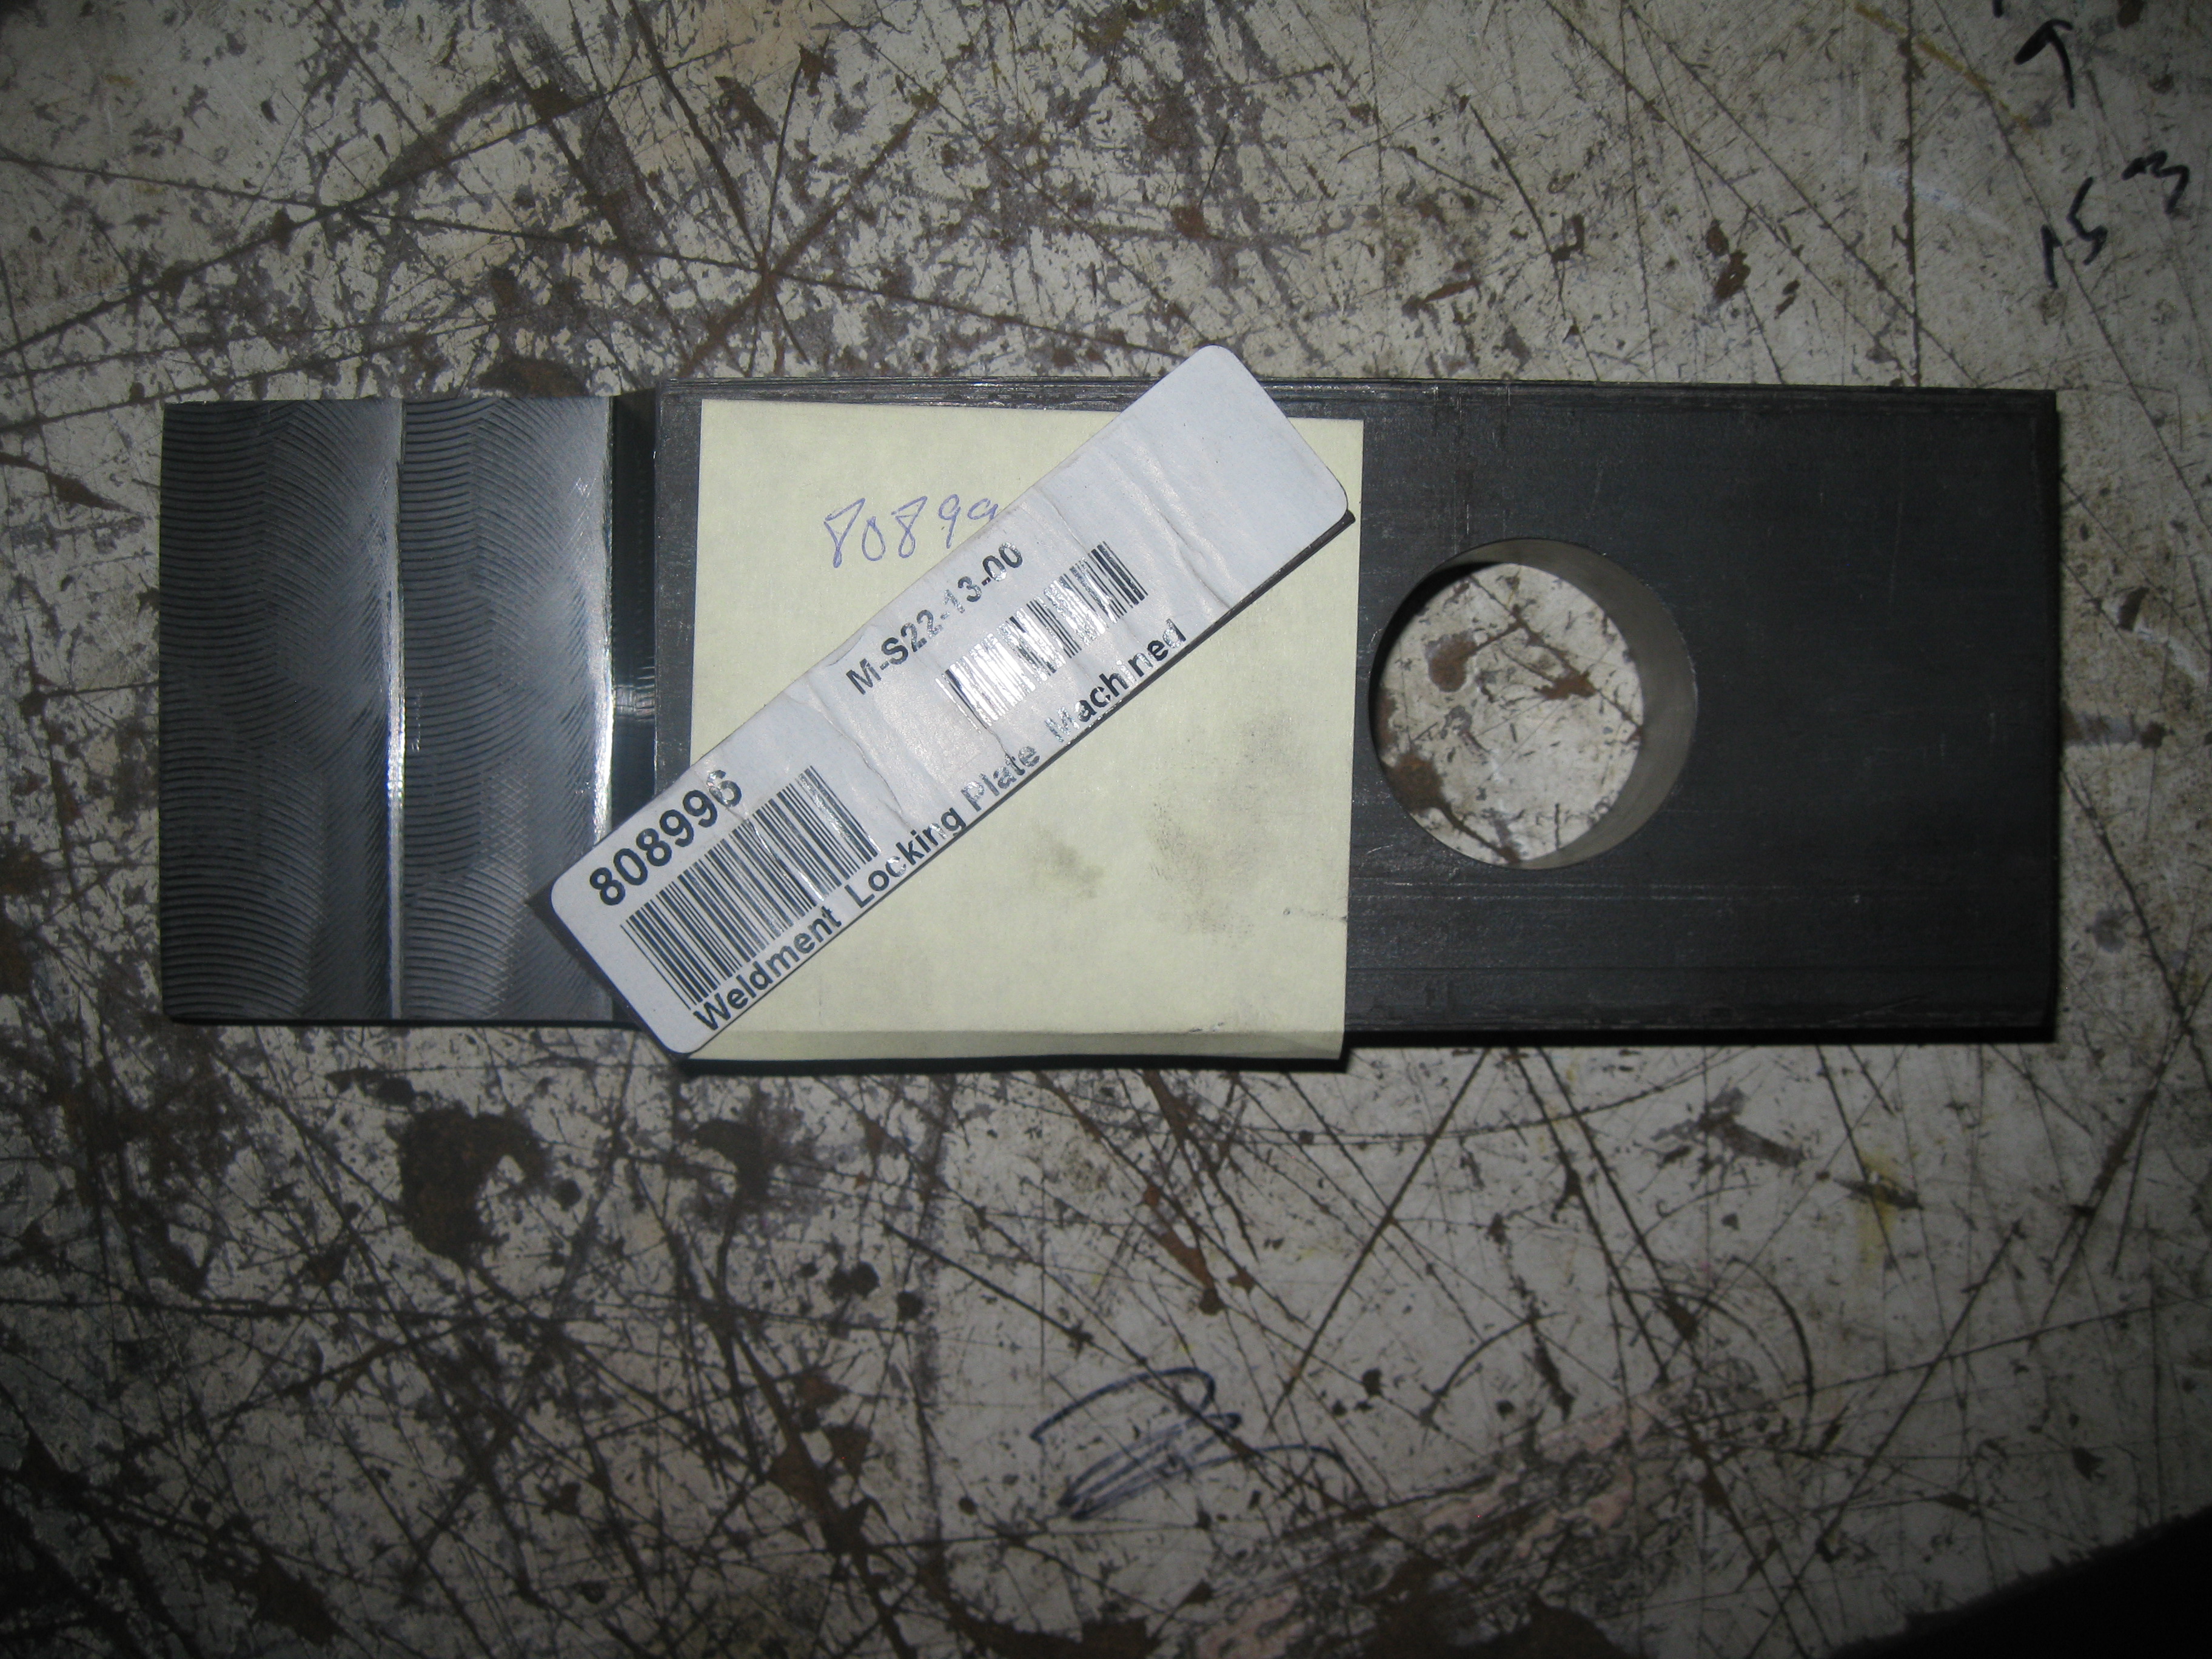 80899
M-S22-13-00
808996
Weldment Locking Plate Machined